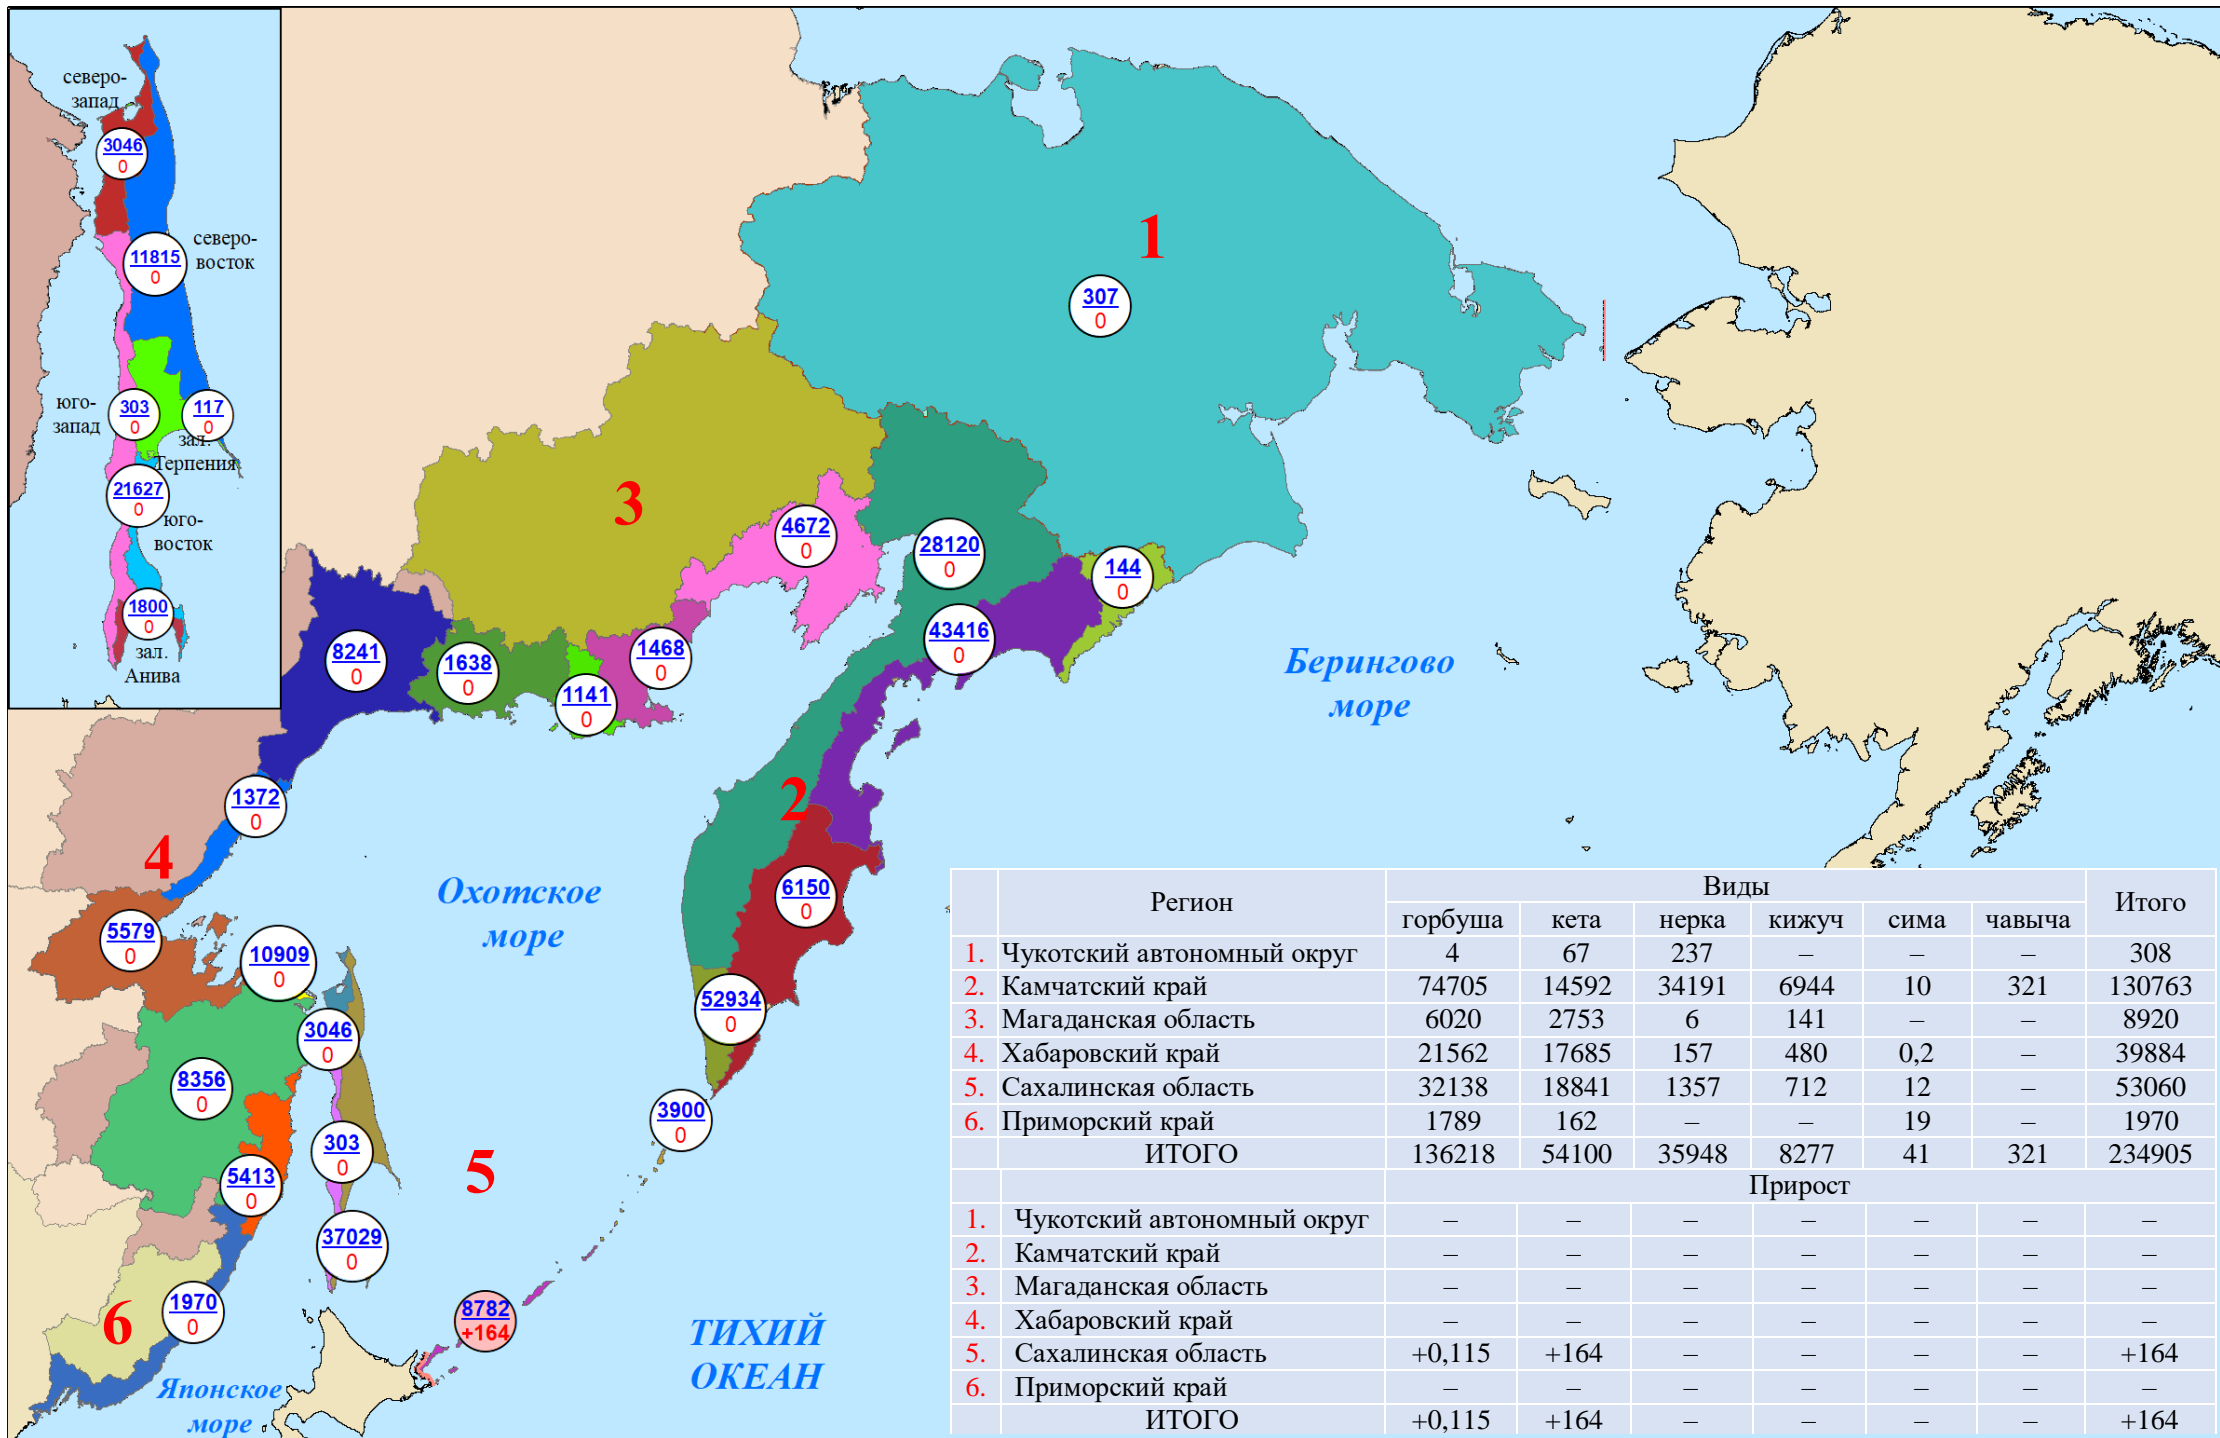 северо-
запад
3046
0
северо-
восток
11815
0
юго-
запад
303
0
117
0
зал.
Терпения
21627
0
юго-
восток
1800
0
зал.
Анива
1
307
0
3
4672
0
28120
0
144
0
43416
0
8241
0
1638
0
1141
0
1468
0
Берингово
море
1372
0
4
2
Охотское
море
6150
0
5579
0
10909
0
52934
0
3046
0
8356
0
3900
0
303
0
5
5413
0
37029
0
1970
0
6
8782
+164
ТИХИЙ
ОКЕАН
Японское
море
Регион Виды Итого
горбуша кета нерка кижуч сима чавыча
1. Чукотский автономный округ 4 67 237 – – – 308
2. Камчатский край 74705 14592 34191 6944 10 321 130763
3. Магаданская область 6020 2753 6 141 – – 8920
4. Хабаровский край 21562 17685 157 480 0,2 – 39884
5. Сахалинская область 32138 18841 1357 712 12 – 53060
6. Приморский край 1789 162 – – 19 – 1970
ИТОГО 136218 54100 35948 8277 41 321 234905
Прирост
1. Чукотский автономный округ – – – – – – –
2. Камчатский край – – – – – – –
3. Магаданская область – – – – – – –
4. Хабаровский край – – – – – – –
5. Сахалинская область +0,115 +164 – – – – +164
6. Приморский край – – – – – – –
ИТОГО +0,115 +164 – – – – +164